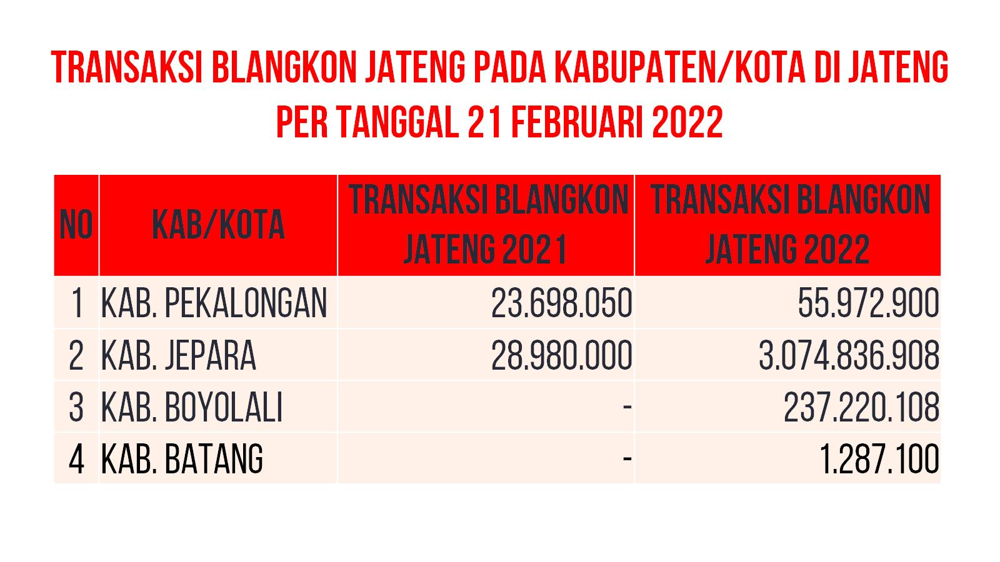 TRANSAKSI BLANGKON JATENG PADA KABUPATEN/KOTA DI JATENG
PER TANGGAL 21 FEBRUARI 2022
NO KAB/KOTA TRANSAKSI BLANGKON JATENG 2021 TRANSAKSI BLANGKON JATENG 2022
1 KAB. PEKALONGAN 23.698.050 55.972.900
2 KAB. JEPARA 28.980.000 3.074.836.908
3 KAB. BOYOLALI - 237.220.108
4 KAB. BATANG - 1.287.100